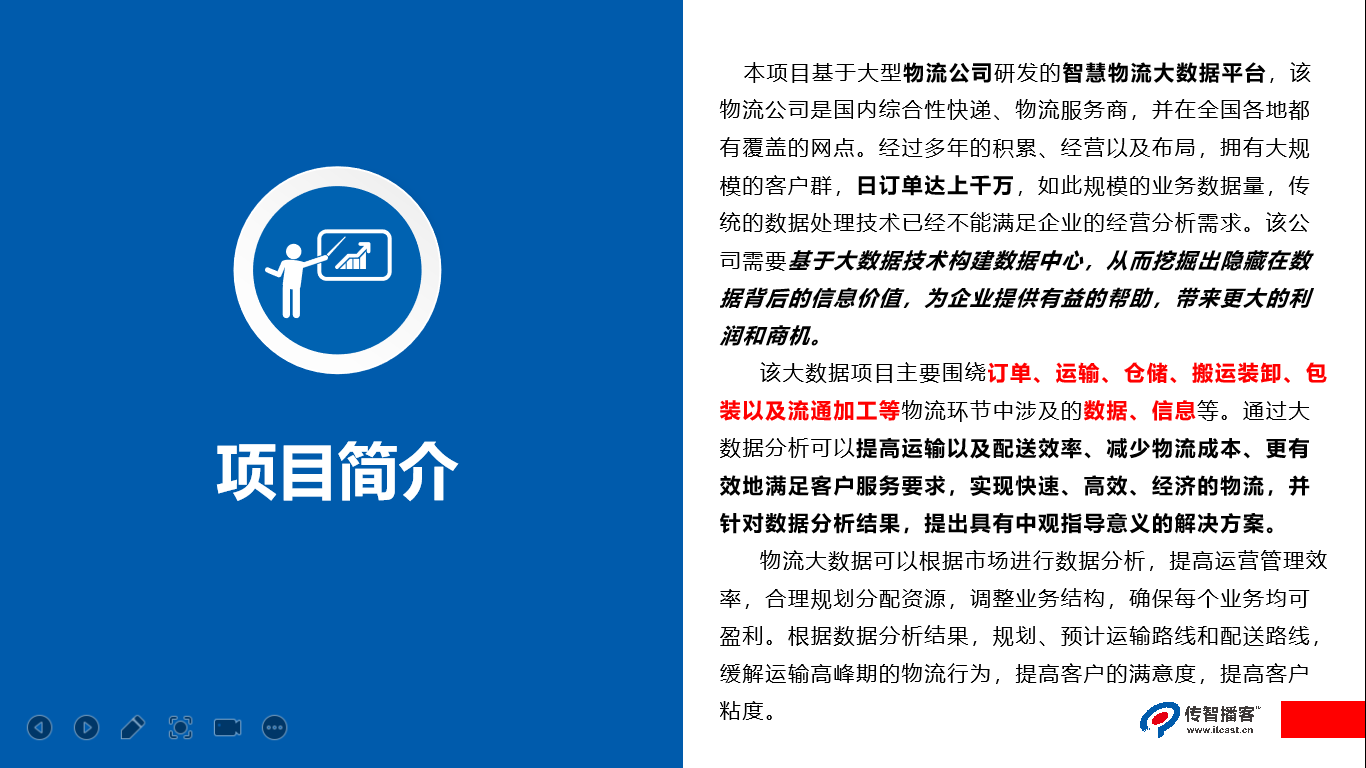 项目简介
本项目基于大型物流公司研发的智慧物流大数据平台，该
物流公司是国内综合性快递、物流服务商，并在全国各地都
有覆盖的网点。经过多年的积累、经营以及布局，拥有大规
模的客户群，日订单达上千万，如此规模的业务数据量，传
统的数据处理技术已经不能满足企业的经营分析需求。该公
司需要基于大数据技术构建数据中心，从而挖掘出隐藏在数
据背后的信息价值，为企业提供有益的帮助，带来更大的利
润和商机。
该大数据项目主要围绕订单、运输、仓储、搬运装卸、包
装以及流通加工等物流环节中涉及的数据、信息等。通过大
数据分析可以提高运输以及配送效率、减少物流成本、更有
效地满足客户服务要求，实现快速、高效、经济的物流，并
针对数据分析结果，提出具有中观指导意义的解决方案。
物流大数据可以根据市场进行数据分析，提高运营管理效
率，合理规划分配资源，调整业务结构，确保每个业务均可
盈利。根据数据分析结果，规划、预计运输路线和配送路线，
缓解运输高峰期的物流行为，提高客户的满意度，提高客户
粘度。
传智播客
www.itcast.cn